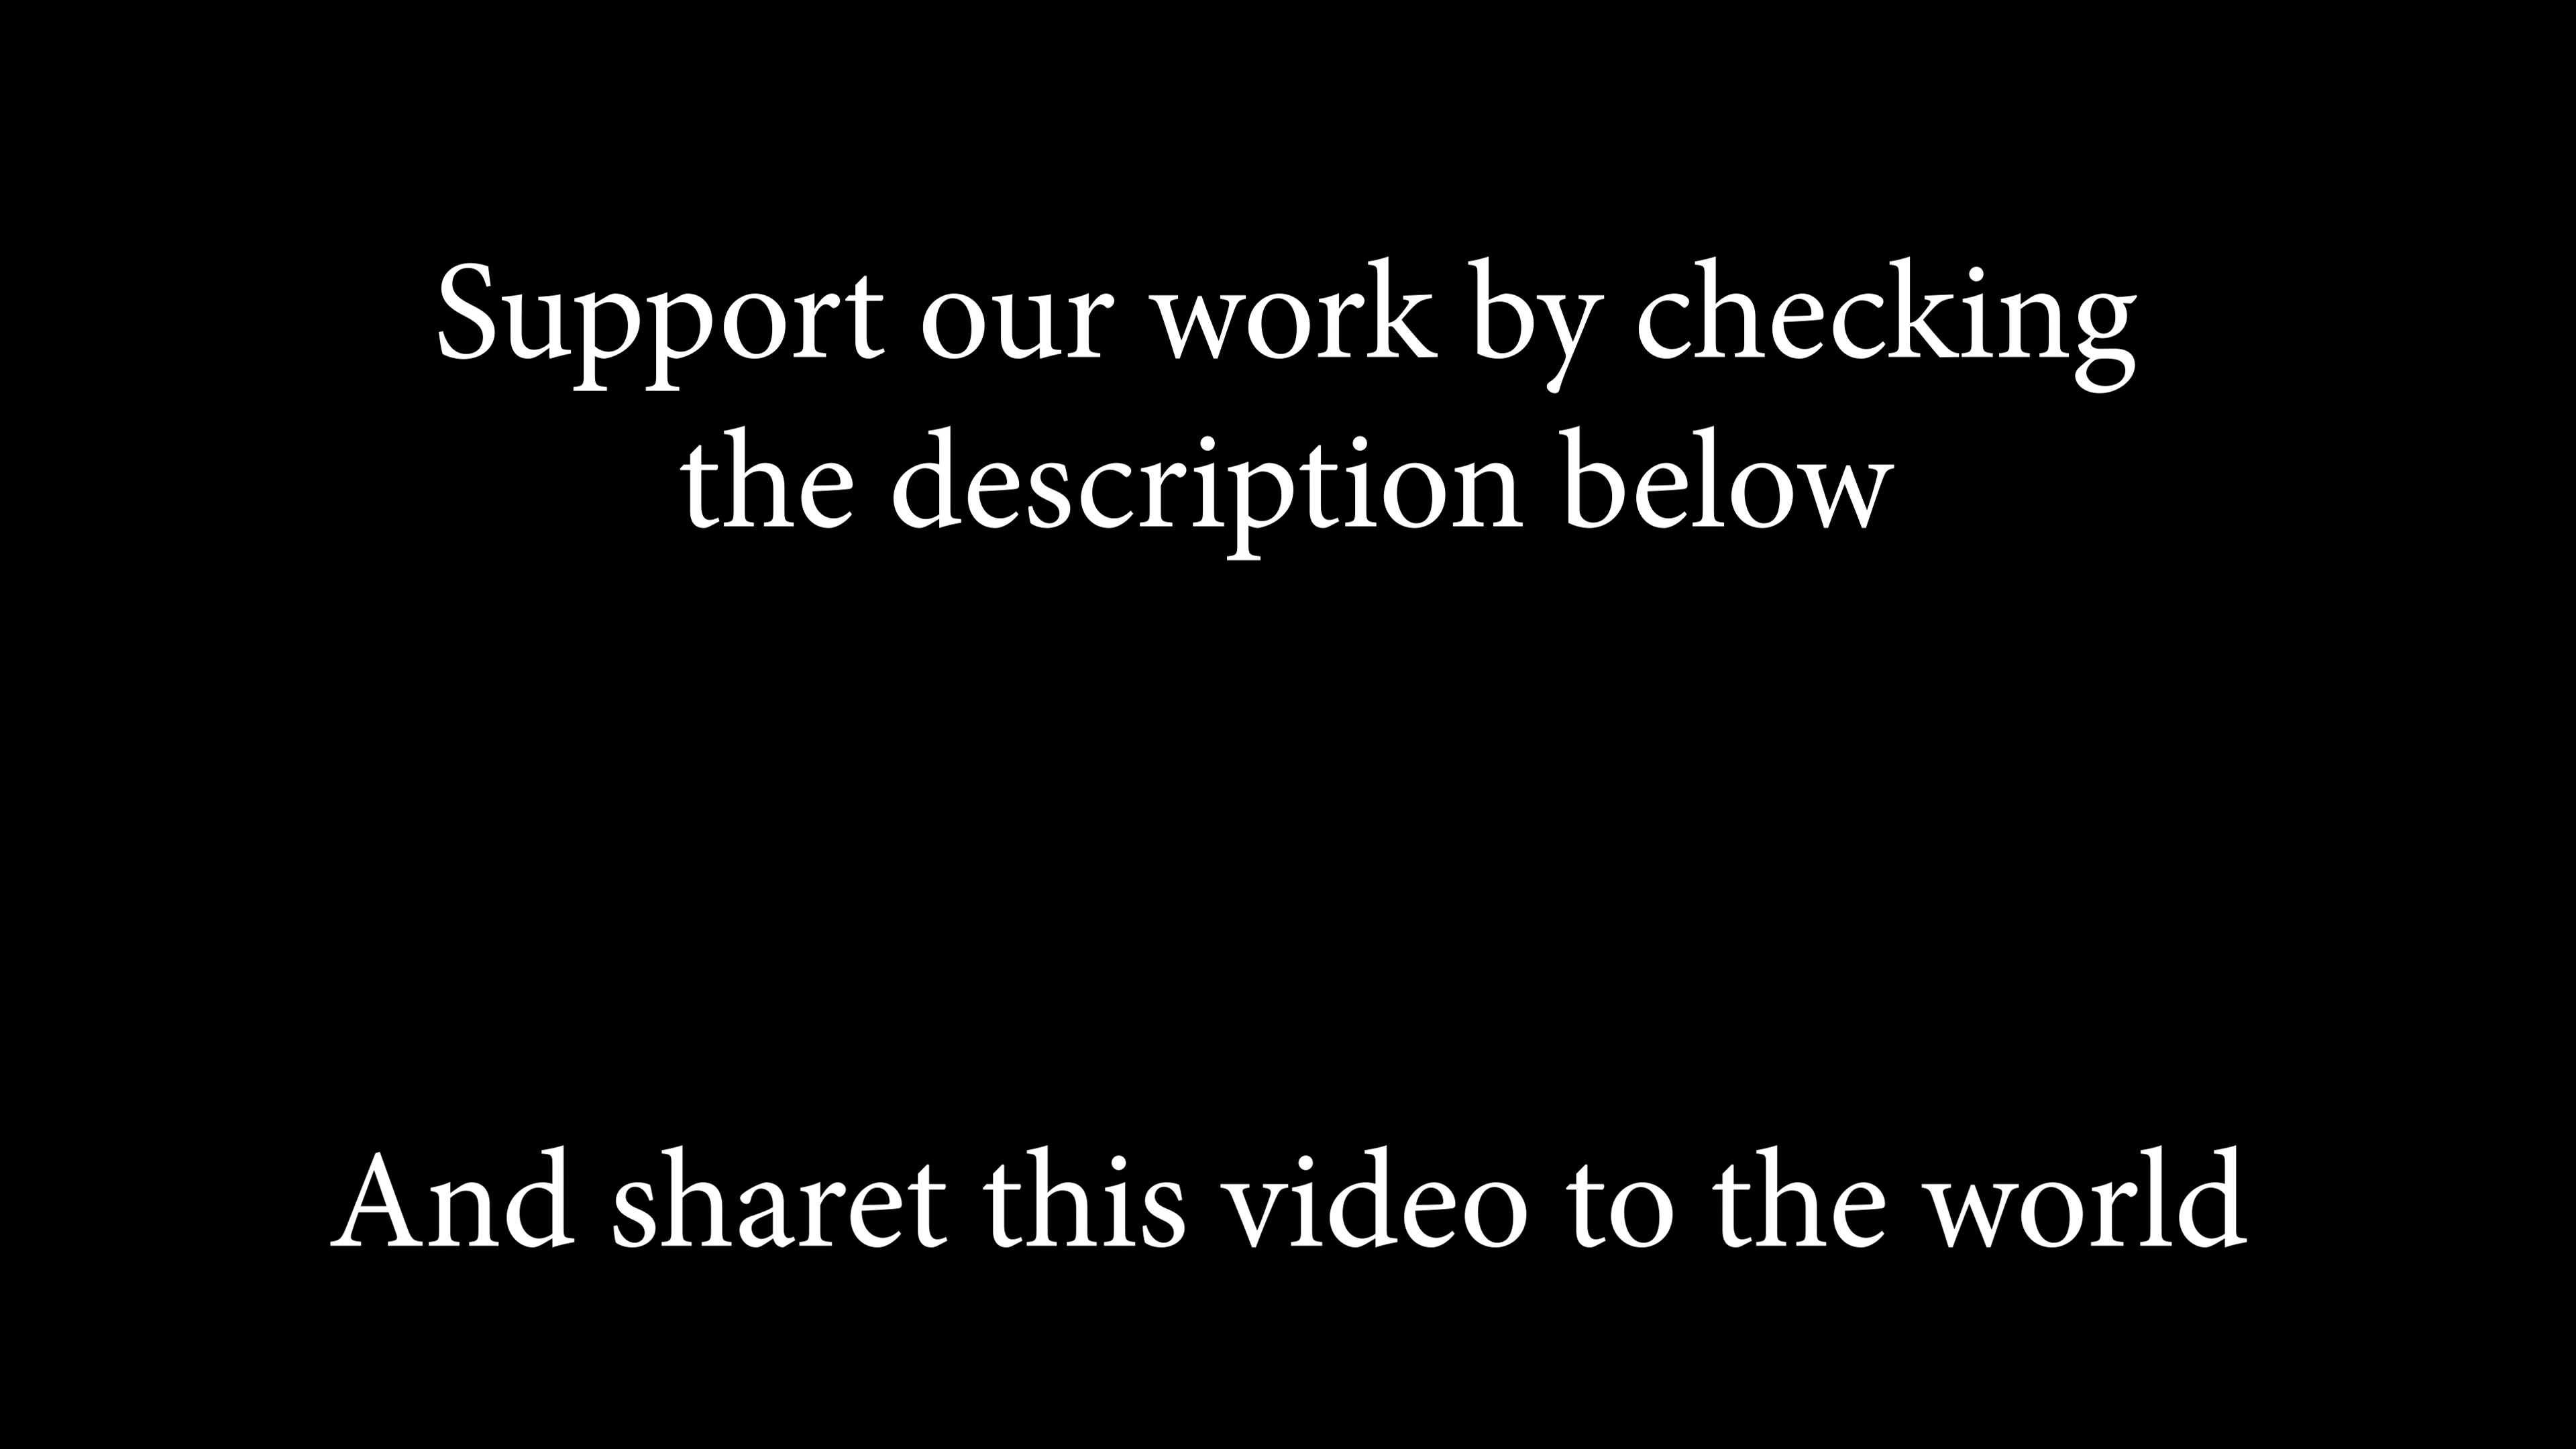 Support our work by checking
the description below
And sharet this video to the world